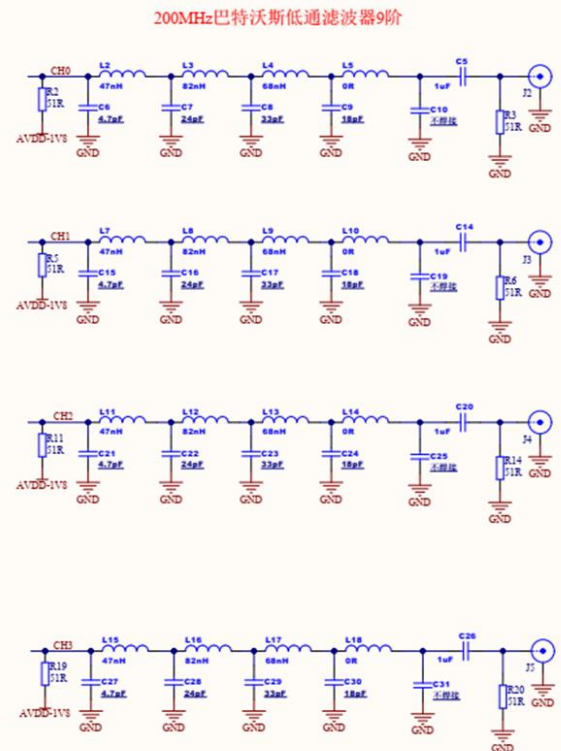 200MHz巴特沃斯低通滤波器9阶
CH0 L2 L3 L4 L5 C5
47nH 82nH 68nH 0R 1uF J2
R2 C6 C7 C8 C9 C10 R3
51R 4.7pF 24pF 33pF 18pF 不焊接 51R
AVDD-1V8 GND GND GND GND GND GND GND
CH1 L7 L8 L9 L10 C14
47nH 82nH 68nH 0R 1uF J3
R5 C15 C16 C17 C18 C19 R6
51R 4.7pF 24pF 33pF 18pF 不焊接 51R
AVDD-1V8 GND GND GND GND GND GND GND
CH2 L11 L12 L13 L14 C20
47nH 82nH 68nH 0R 1uF J4
R11 C21 C22 C23 C24 C25 R14
51R 4.7pF 24pF 33pF 18pF 不焊接 51R
AVDD-1V8 GND GND GND GND GND GND GND
CH3 L15 L16 L17 L18 C26
47nH 82nH 68nH 0R 1uF J5
R19 C27 C28 C29 C30 C31 R20
51R 4.7pF 24pF 33pF 18pF 不焊接 51R
AVDD-1V8 GND GND GND GND GND GND GND